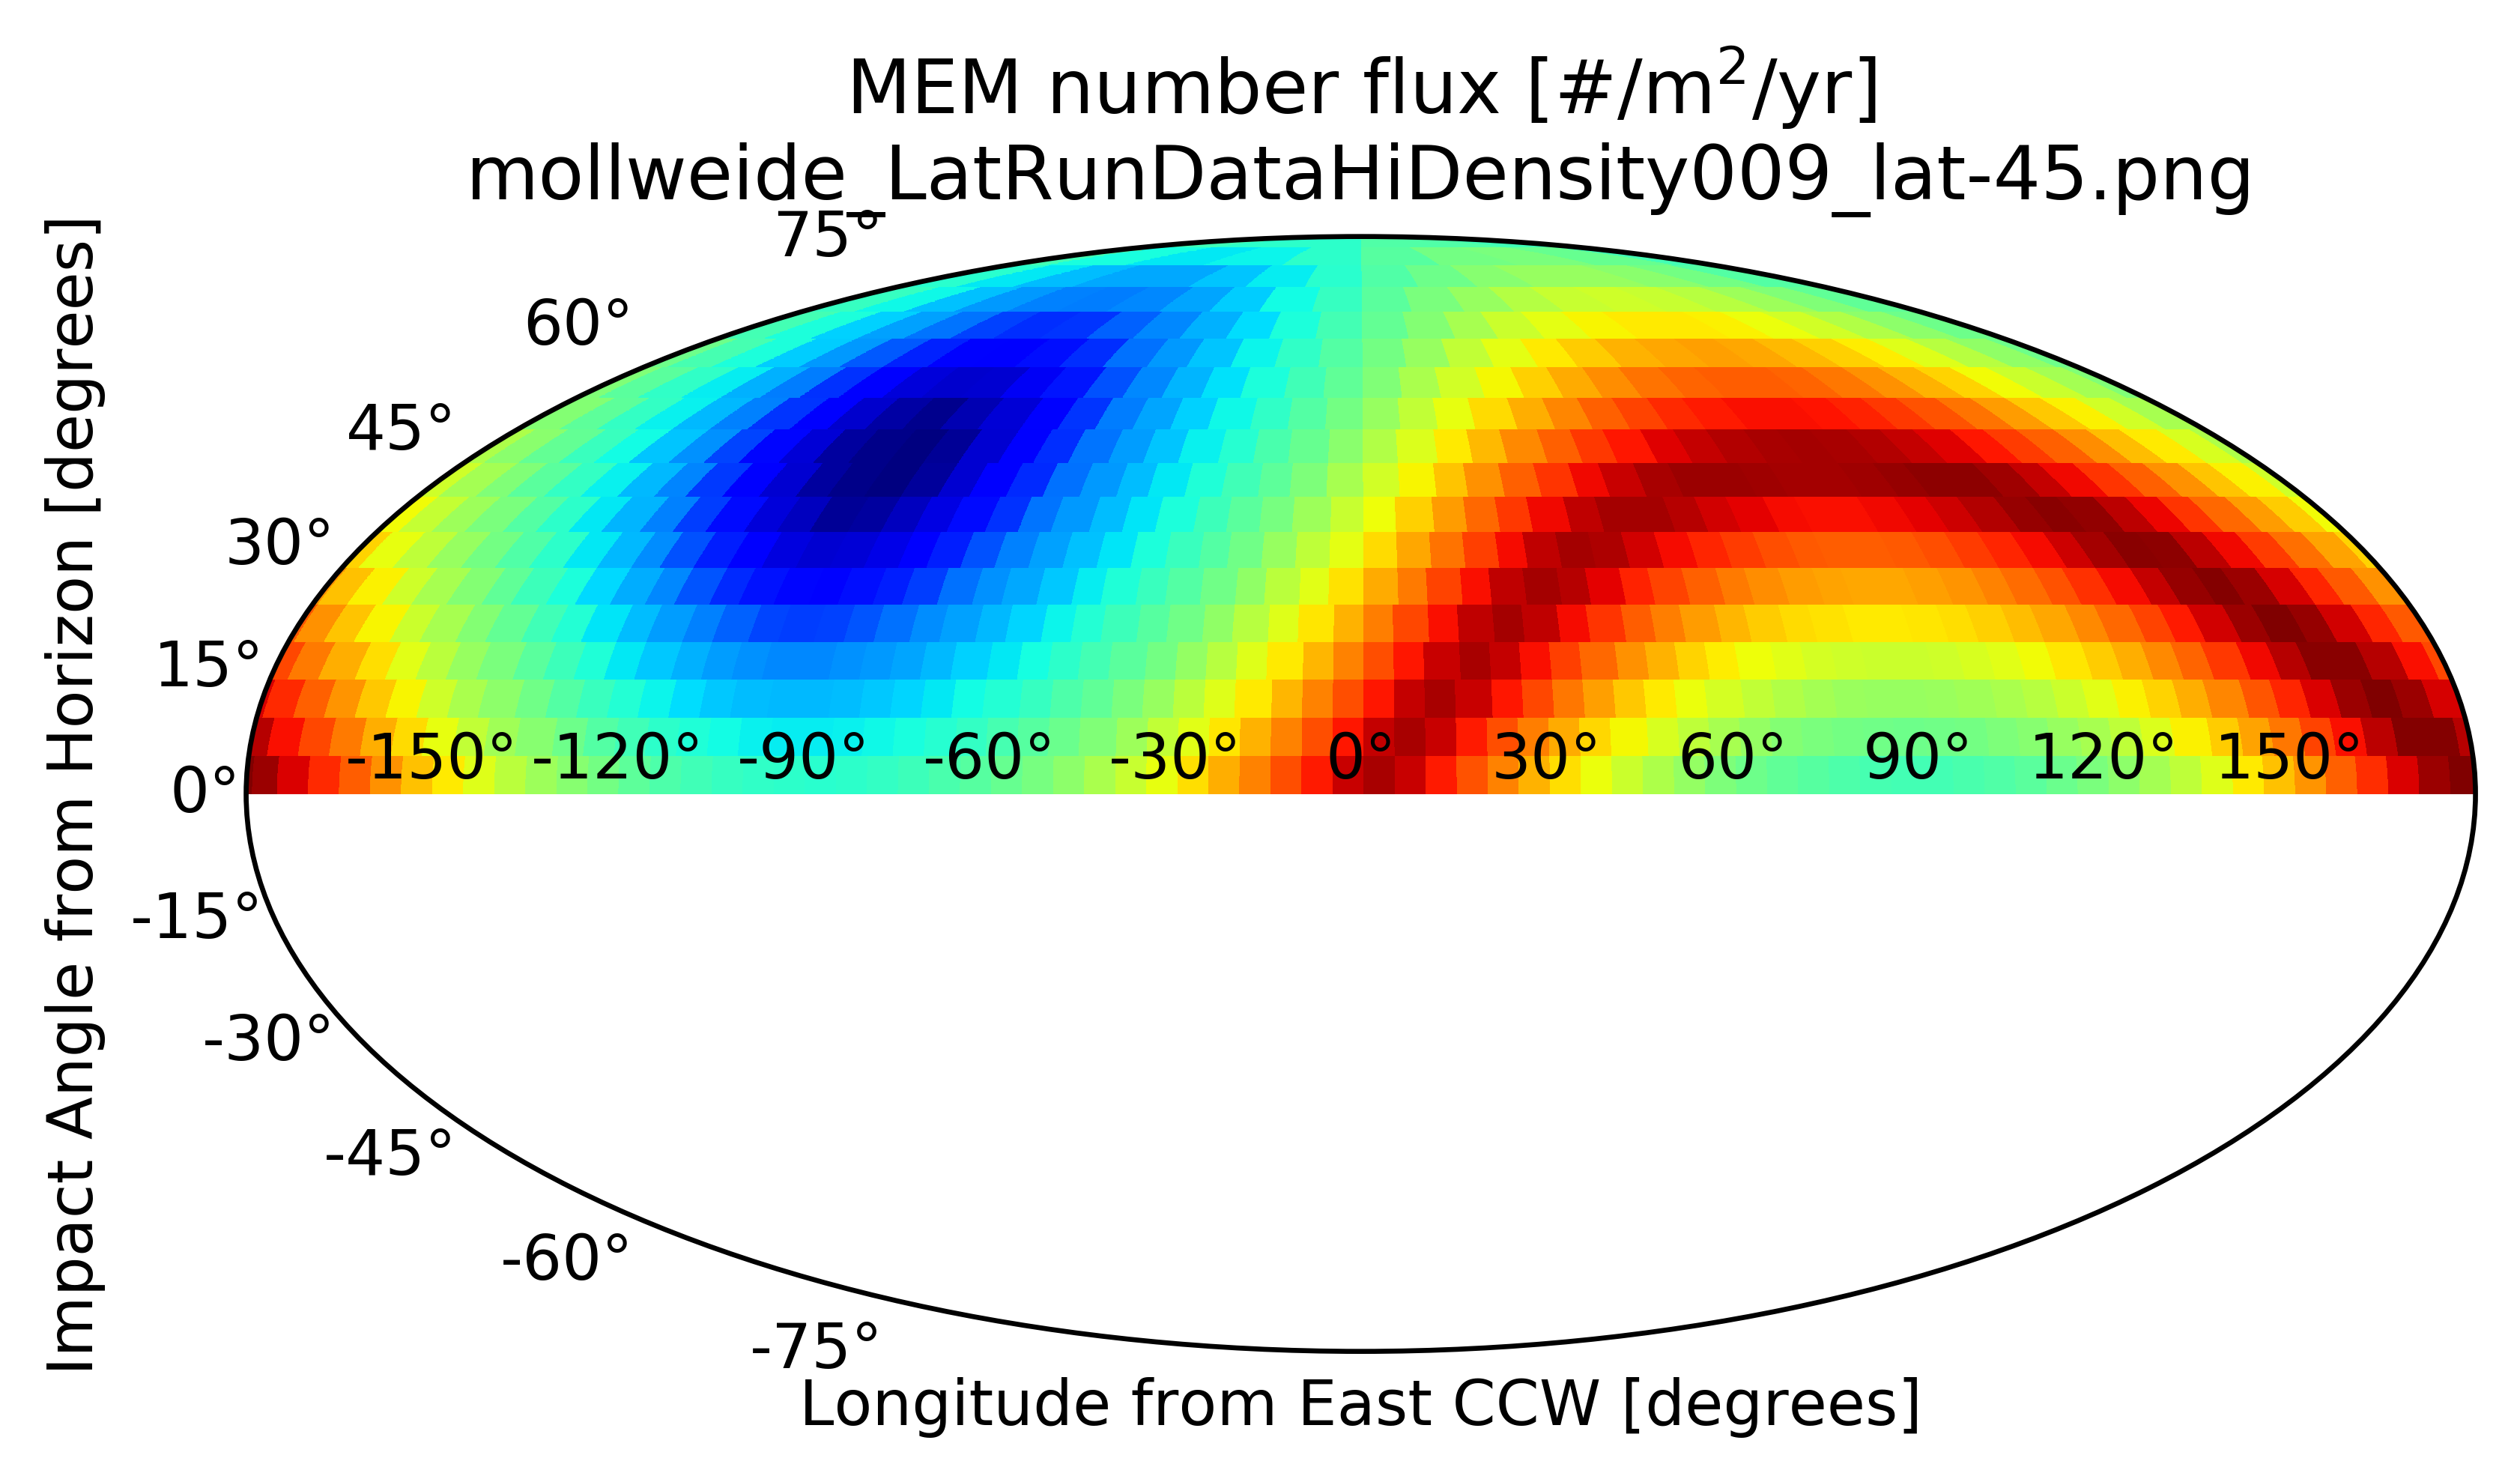 MEM number flux [#/m²/yr]
mollweide_LatRunDataHiDensity009_lat-45.png
Impact Angle from Horizon [degrees]
75°
60°
45°
30°
15°
0°
-15°
-30°
-45°
-60°
-75°
-150° -120° -90° -60° -30° 0° 30° 60° 90° 120° 150°
Longitude from East CCW [degrees]